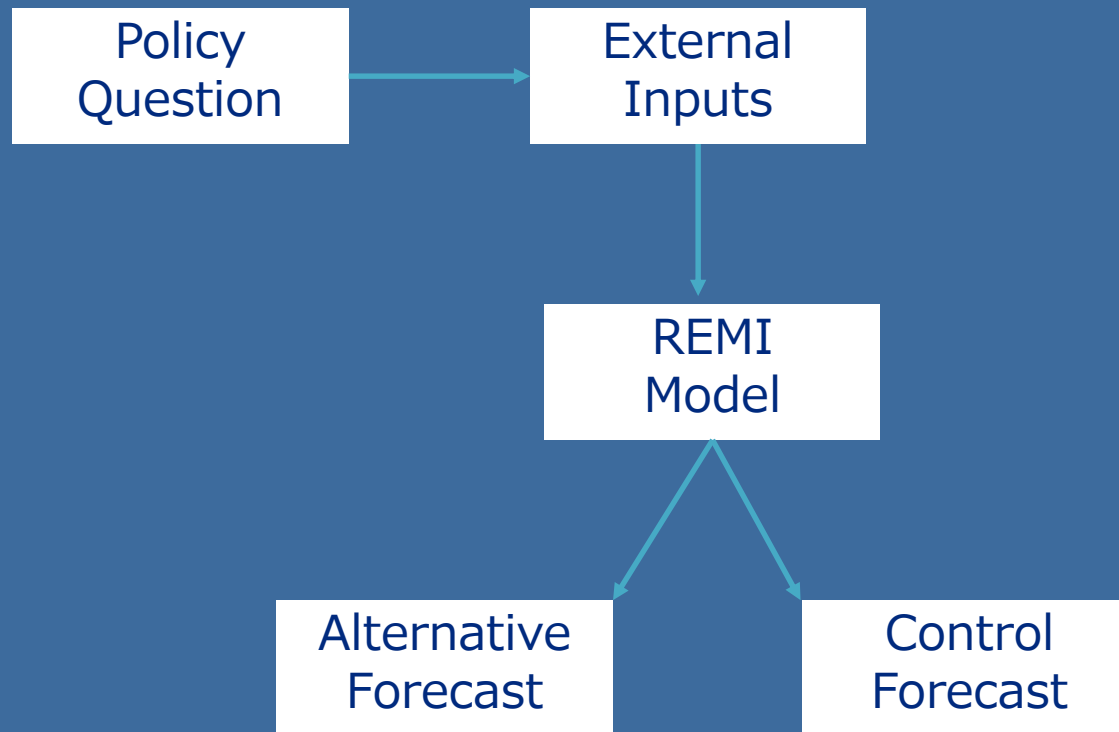 Policy
Question
External
Inputs
REMI
Model
Alternative
Forecast
Control
Forecast